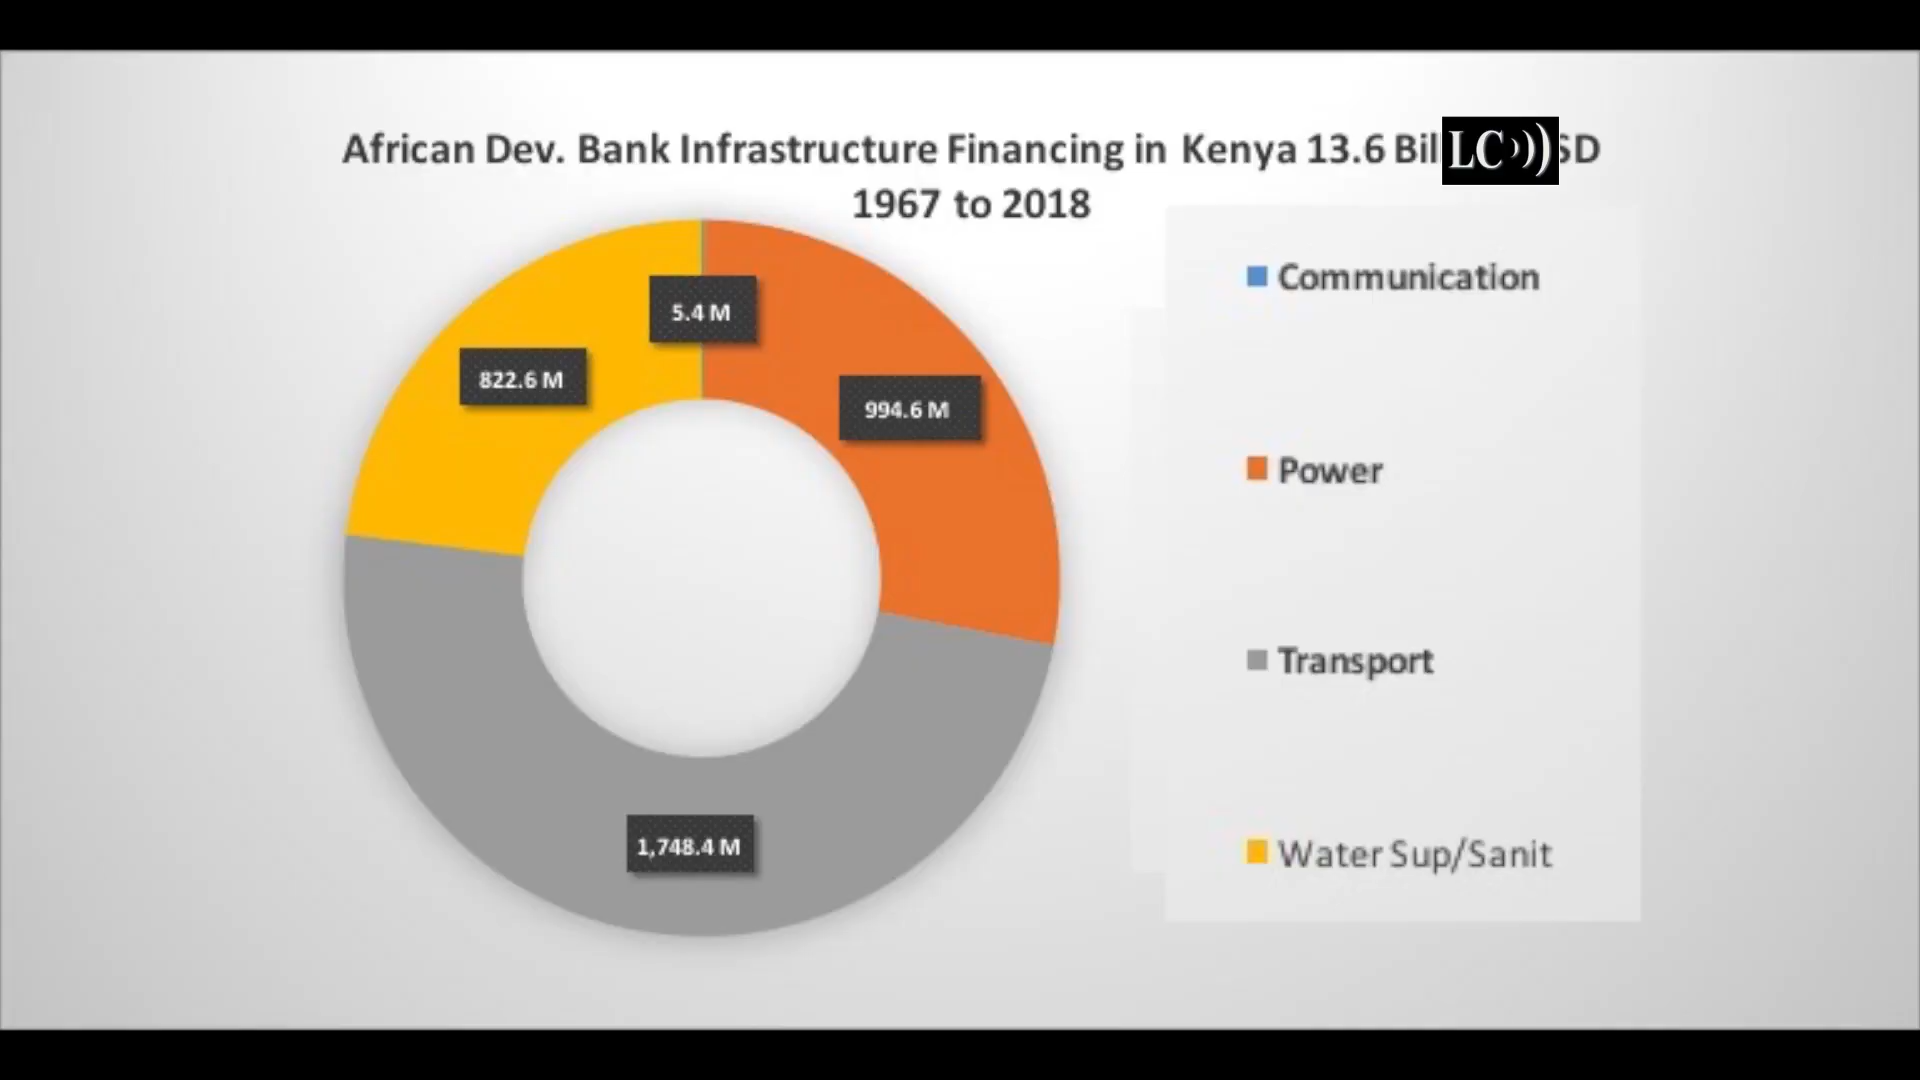 African Dev. Bank Infrastructure Financing in Kenya 13.6 Bil SD
1967 to 2018
LC
5.4 M
822.6 M
994.6 M
1,748.4 M
Communication
Power
Transport
Water Sup/Sanit